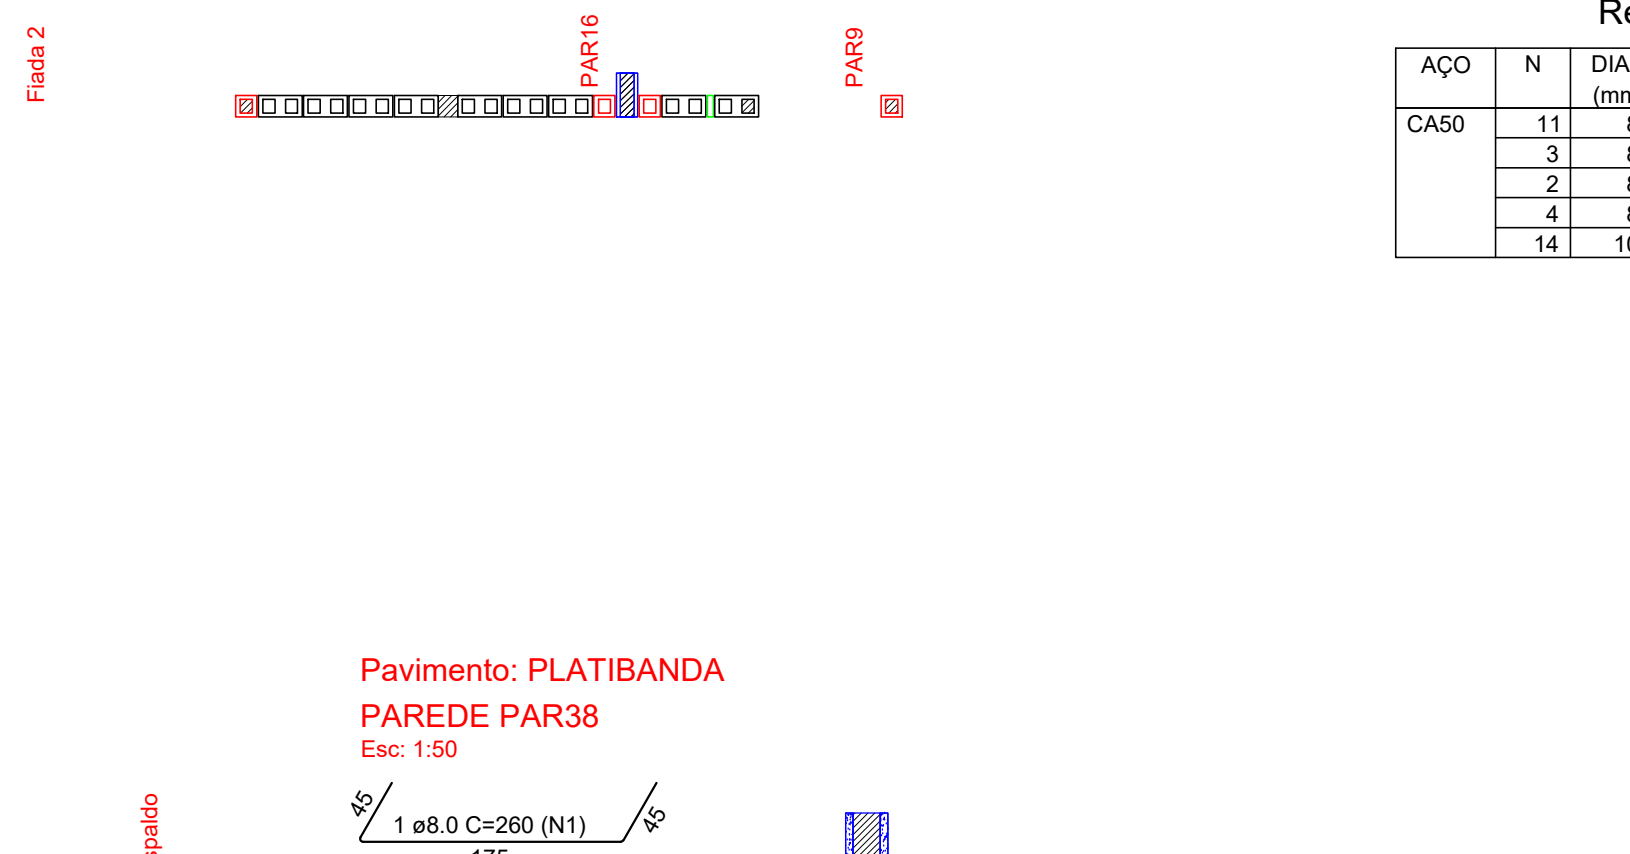 Fiada 2
PAR16
PAR9
AÇO N
CA50 11
3
2
4
14
Pavimento: PLATIBANDA
PAREDE PAR38
Esc: 1:50
45
1 ø8.0 C=260 (N1)
45